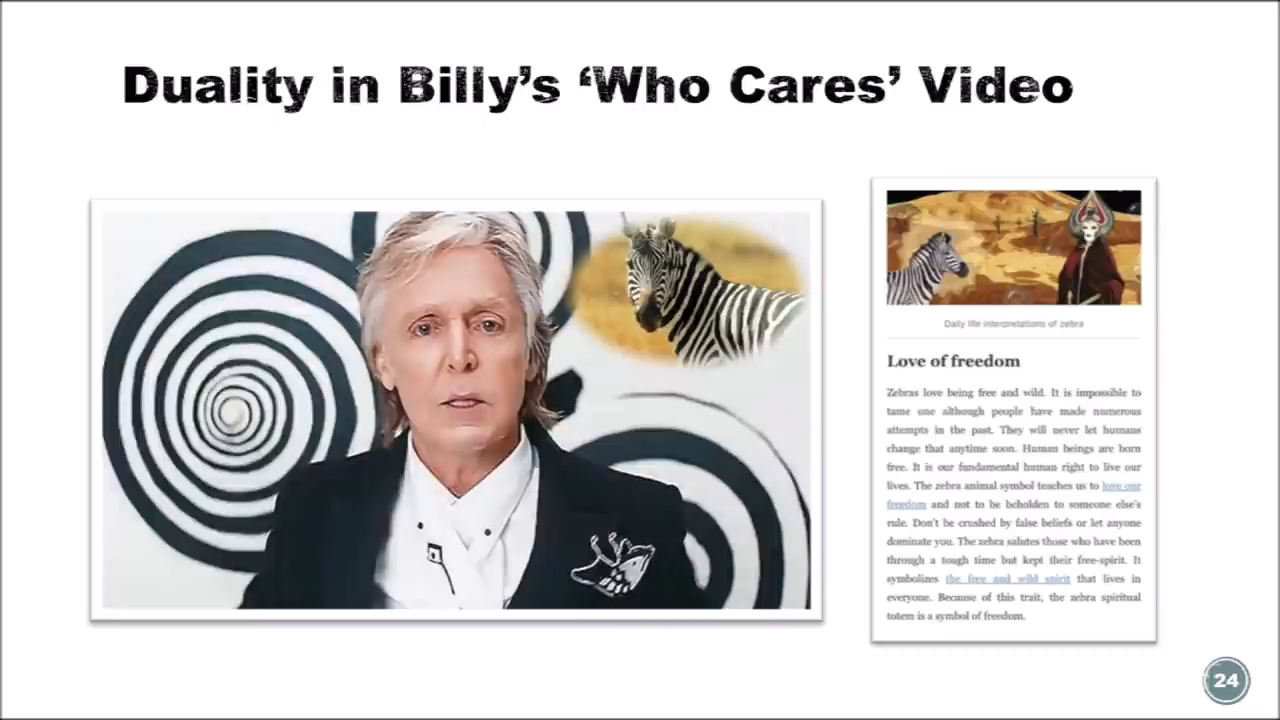 Duality in Billy’s ‘Who Cares’ Video
Daily life interpretations of zebra
Love of freedom
Zebras love being free and wild. It is impossible to
tame one although people have made numerous
attempts in the past. They will never let humans
change that anytime soon. Human beings are born
free. It is our fundamental human right to live our
lives. The zebra animal symbol teaches us to love our
freedom and not to be beholden to someone else's
rule. Don't be crushed by false beliefs or let anyone
dominate you. The zebra salutes those who have been
through a tough time but kept their free-spirit. It
symbolizes the free and wild spirit that lives in
everyone. Because of this trait, the zebra spiritual
totem is a symbol of freedom.
24